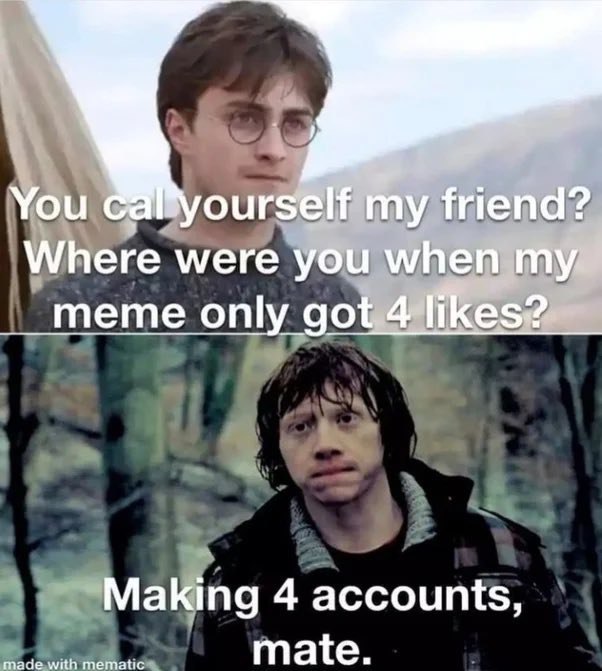 You cal yourself my friend?
Where were you when my
meme only got 4 likes?
Making 4 accounts,
mate.
made with mematic